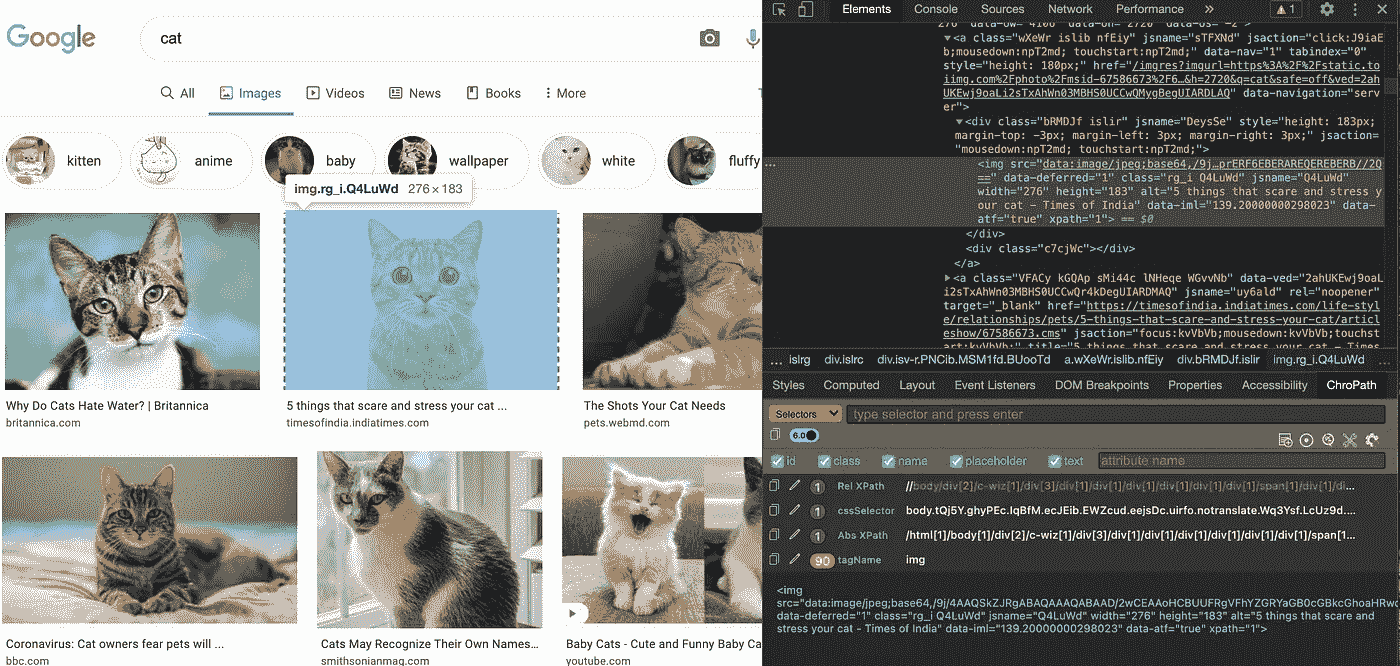 Google
cat
All
Images
Videos
News
Books
More
kitten
anime
baby
wallpaper
white
fluffy
img.rg_i.Q4LuWd 276 × 183
Why Do Cats Hate Water? | Britannica
britannica.com
5 things that scare and stress your cat ...
timesofindia.indiatimes.com
The Shots Your Cat Needs
pets.webmd.com
Coronavirus: Cat owners fear pets will ...
bbc.com
Cats May Recognize Their Own Names...
smithsonianmag.com
Baby Cats - Cute and Funny Baby Ca
youtube.com
Elements Console Sources Network Performance » 1
<a class="wXeWr islib nfEiy" jsname="sTFXNd" jsaction="click:J9iaE
b;mousedown:npT2md; touchstart:npT2md;" data-nav="1" tabindex="0"
style="height: 180px;" href="/imgres?imgurl=https%3A%2F%2Fstatic.to
iimg.com%2Fphoto%2Fmsid-67586673%2F6…&h=2720&q=cat&safe=off&ved=2ah
UKEwj9oaLi2sTxAhWn03MBHS0UCCwQMygBegUIARDLAQ" data-navigation="serv
er">
<div class="bRMDJf islir" jsname="DeysSe" style="height: 183px;
margin-top: -3px; margin-left: 3px; margin-right: 3px;" jsaction=
"mousedown:npT2md; touchstart:npT2md;">
<img src="data:image/jpeg;base64,/9j…prERF6EBERAREQEREBERB//2Q
==" data-deferred="1" class="rg_i Q4LuWd" jsname="Q4LuWd"
width="276" height="183" alt="5 things that scare and stress y
our cat - Times of India" data-iml="139.20000000298023" data-
atf="true" xpath="1"> == $0
</div>
<div class="c7cjWc"></div>
</a>
<a class="VFACy kGQAp sMi44c lNHeqe WGvvNb" data-ved="2ahUKEwj9oaL
i2sTxAhWn03MBHS0UCCwQr4kDegUIARDMAQ" jsname="uy6ald" rel="noopener"
target="_blank" href="https://timesofindia.indiatimes.com/life-sty
le/relationships/pets/5-things-that-scare-and-stress-your-cat/articl
eshow/67586673.cms" jsaction="focus:kvVbVb;mousedown:kvVbVb;touchst
art:kvVbVb;" title="5 things that scare and stress your cat - Times
... islrg div.islrc div.isv-r.PNCib.MSM1fd.BUooTd a.wXeWr.islib.nfEiy div.bRMDJf.islir img.rg_i.Q4LuWd ...
Styles Computed Layout Event Listeners DOM Breakpoints Properties Accessibility ChroPath
Selectors type selector and press enter
6.0
id class name placeholder text attribute name
1 Rel XPath //body/div[2]/c-wiz[1]/div[3]/div[1]/div[1]/div[1]/div[1]/div[1]/div[1]/span[1]/div[1]/di...
1 cssSelector body.tQj5Y.ghyPEc.IqBfM.ecJEib.EWZcud.eejsDc.uirfo.notranslate.Wq3Ysf.LcUz9d....
1 Abs XPath /html[1]/body[1]/div[2]/c-wiz[1]/div[3]/div[1]/div[1]/div[1]/div[1]/div[1]/div[1]/span[1...
90 tagName img
<img
src="data:image/jpeg;base64,/9j/4AAQSkZJRgABAQAAAQABAAD/2wCEAAoHCBUUFRgVFhYZGRYaGB0cGBkcGhoaHRwc
data-deferred="1" class="rg_i Q4LuWd" jsname="Q4LuWd" width="276" height="183" alt="5 things that scare and
stress your cat - Times of India" data-iml="139.20000000298023" data-atf="true" xpath="1">